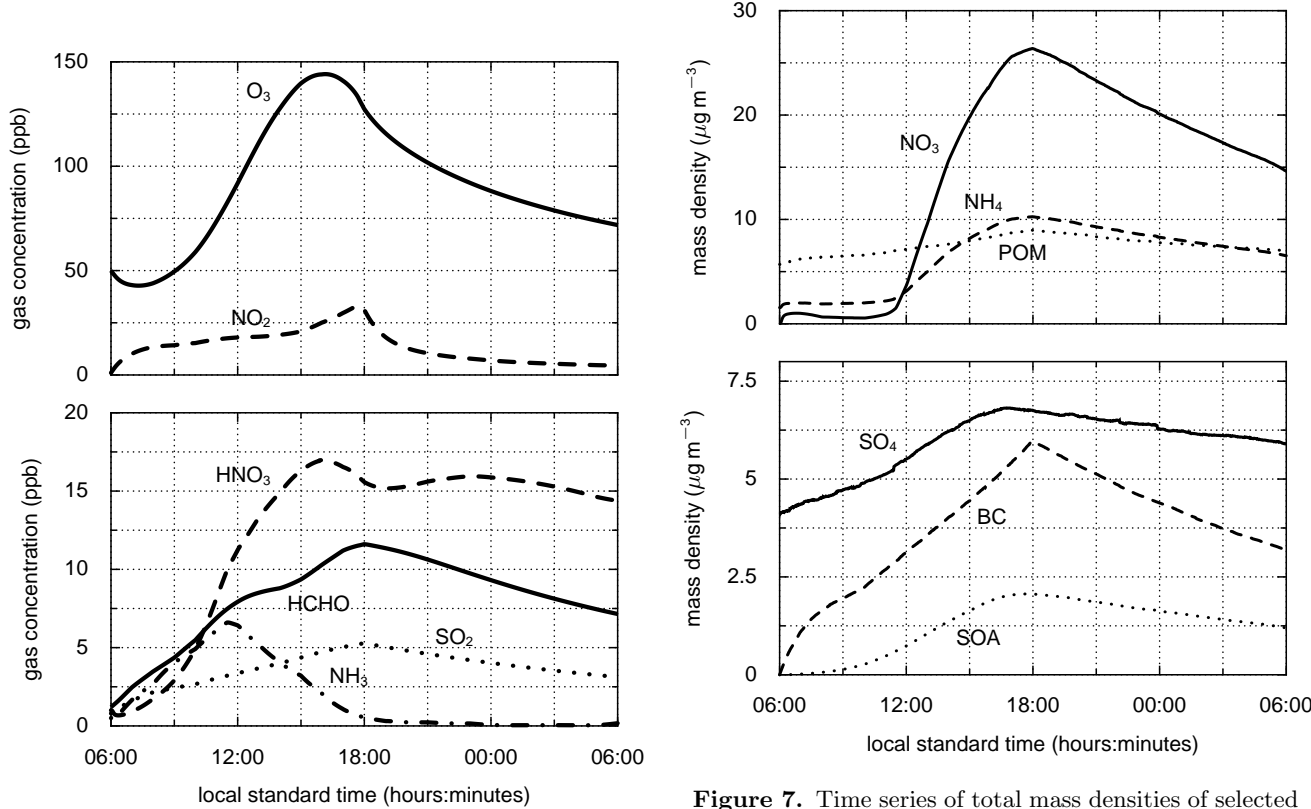 150
100
50
0
gas concentration (ppb)
O₃
NO₂
20
15
10
5
0
gas concentration (ppb)
HNO₃
HCHO
SO₂
NH₃
06:00 12:00 18:00 00:00 06:00
local standard time (hours:minutes)
30
20
10
0
mass density (μg m⁻³)
NO₃
NH₄
POM
7.5
5
2.5
0
mass density (μg m⁻³)
SO₄
BC
SOA
06:00 12:00 18:00 00:00 06:00
local standard time (hours:minutes)
Figure 7. Time series of total mass densities of selected